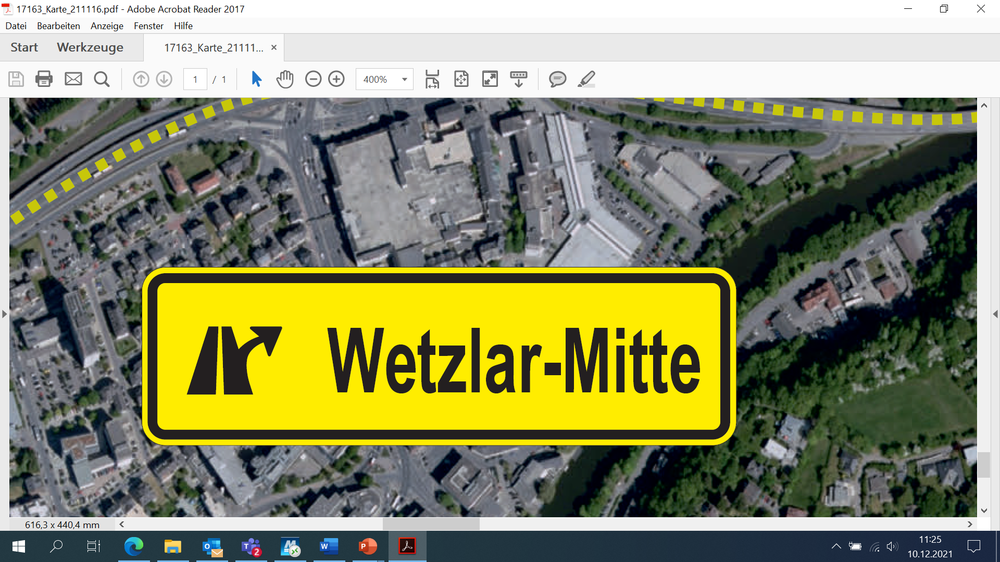 17163_Karte_211116.pdf - Adobe Acrobat Reader 2017
Datei Bearbeiten Anzeige Fenster Hilfe
Start Werkzeuge 17163_Karte_21111... ×
1 / 1 400%
Wetzlar-Mitte
616,3 x 440,4 mm
11:25
10.12.2021
2